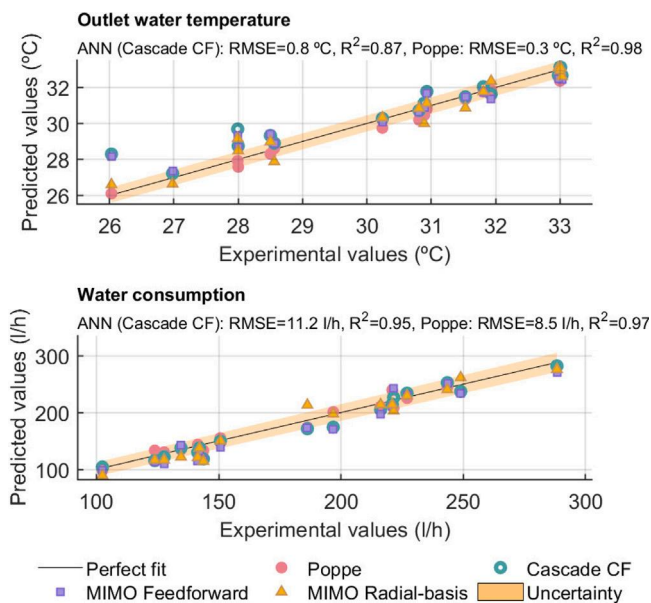 Outlet water temperature
ANN (Cascade CF): RMSE=0.8 ºC, R²=0.87, Poppe: RMSE=0.3 ºC, R²=0.98
Predicted values (ºC)
32
30
28
26
26 27 28 29 30 31 32 33
Experimental values (ºC)
Water consumption
ANN (Cascade CF): RMSE=11.2 l/h, R²=0.95, Poppe: RMSE=8.5 l/h, R²=0.97
Predicted values (l/h)
300
200
100
100 150 200 250 300
Experimental values (l/h)
Perfect fit Poppe Cascade CF
MIMO Feedforward MIMO Radial-basis Uncertainty